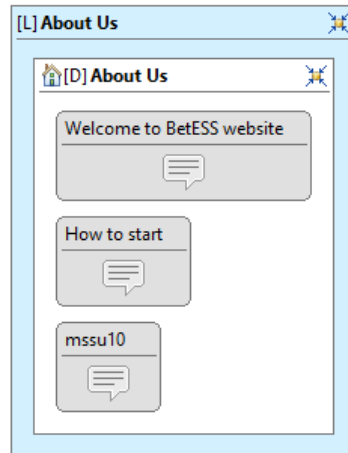 [L] About Us
[D] About Us
Welcome to BetESS website
How to start
mssu10